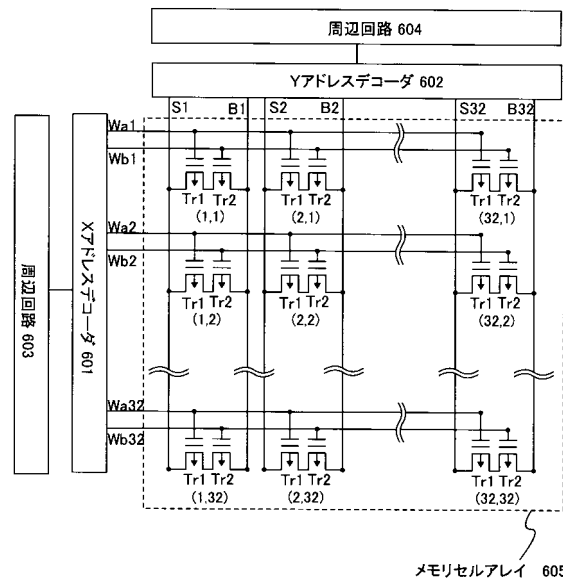 周辺回路 604
Yアドレスデコーダ 602
S1 B1 S2 B2 S32 B32
周辺回路 603
Xアドレスデコーダ 601
Wa1
Wb1
Tr1 Tr2 Tr1 Tr2 Tr1 Tr2
(1,1) (2,1) (32,1)
Wa2
Wb2
Tr1 Tr2 Tr1 Tr2 Tr1 Tr2
(1,2) (2,2) (32,2)
Wa32
Wb32
Tr1 Tr2 Tr1 Tr2 Tr1 Tr2
(1,32) (2,32) (32,32)
メモリセルアレイ 605